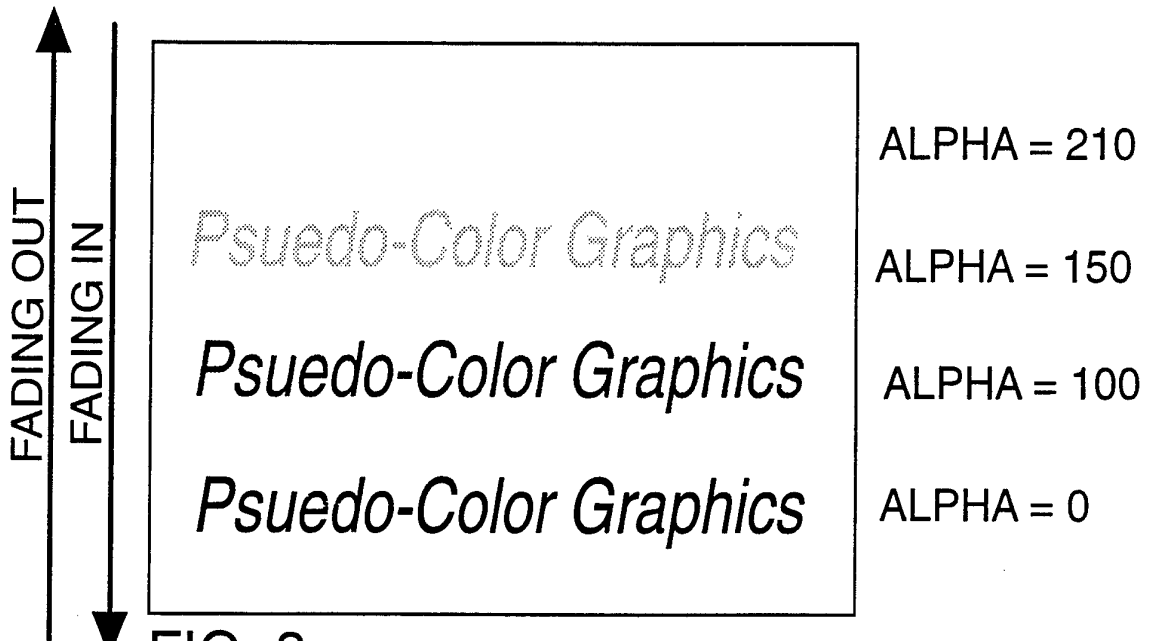 FADING OUT
FADING IN
ALPHA = 210
Psuedo-Color Graphics
ALPHA = 150
Psuedo-Color Graphics
ALPHA = 100
Psuedo-Color Graphics
ALPHA = 0
FIG.